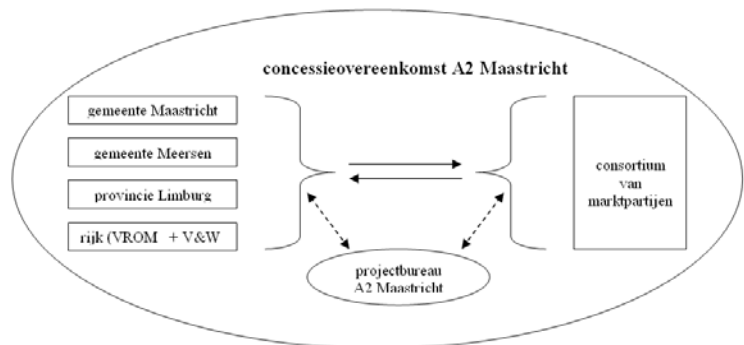 concessieovereenkomst A2 Maastricht
gemeente Maastricht
gemeente Meersen
provincie Limburg
rijk (VROM + V&W
consortium
van
marktpartijen
projectbureau
A2 Maastricht